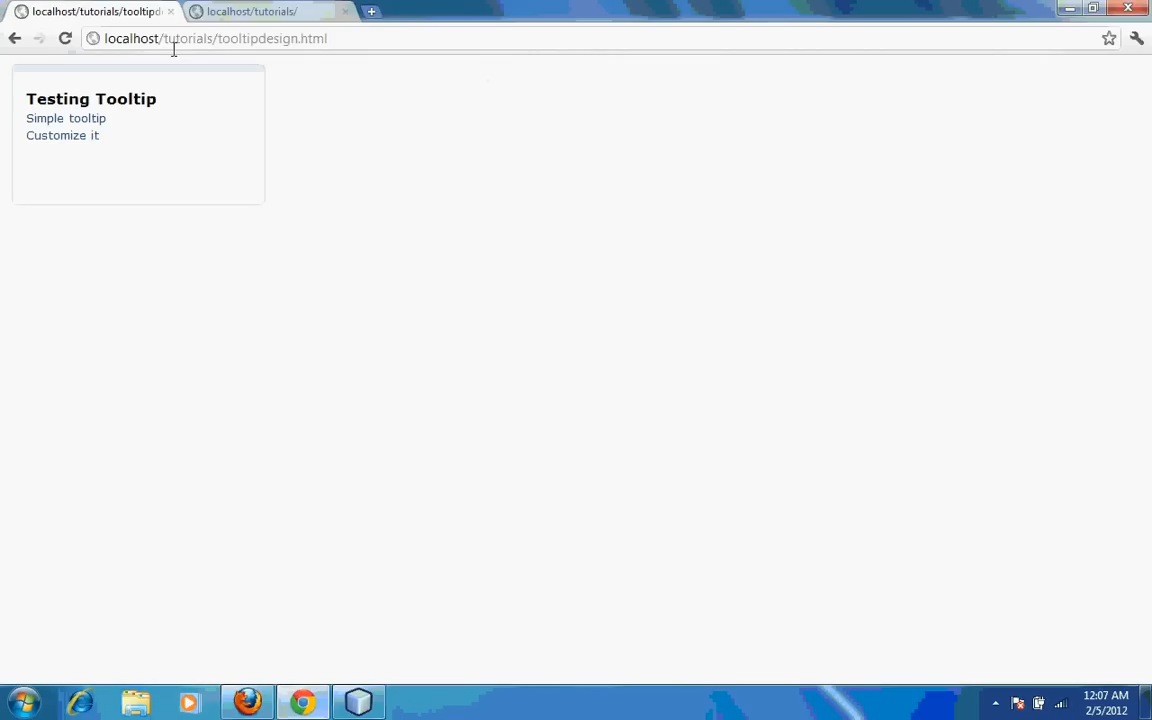 localhost/tutorials/tooltipd
localhost/tutorials/
localhost/tutorials/tooltipdesign.html
Testing Tooltip
Simple tooltip
Customize it
12:07 AM
2/5/2012